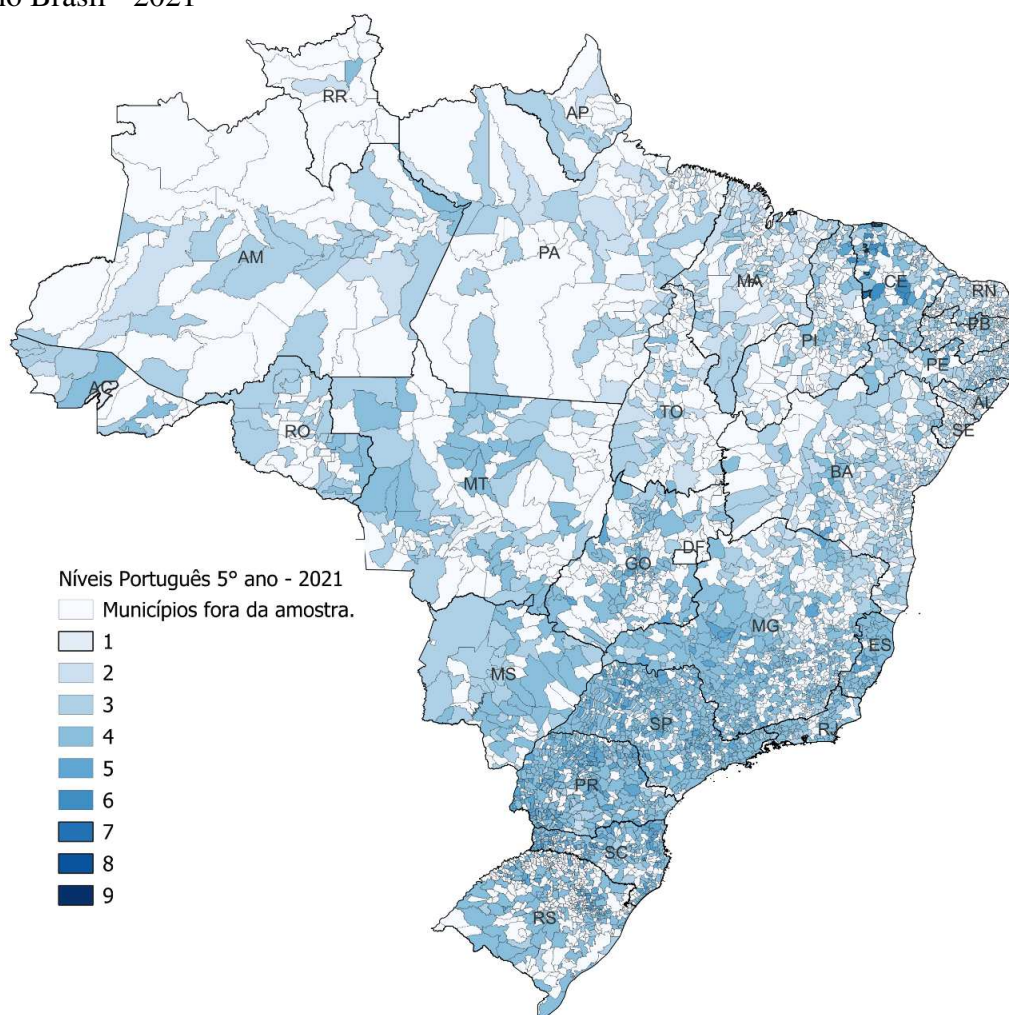 no Brasil - 2021
RR
AP
AM
PA
MA
CE
RN
PB
PI
PE
AC
AL
TO
SE
RO
BA
MT
DF
GO
Níveis Português 5° ano - 2021
Municípios fora da amostra.
1
2
3
4
5
6
7
8
9
MG
ES
MS
SP
RJ
PR
SC
RS